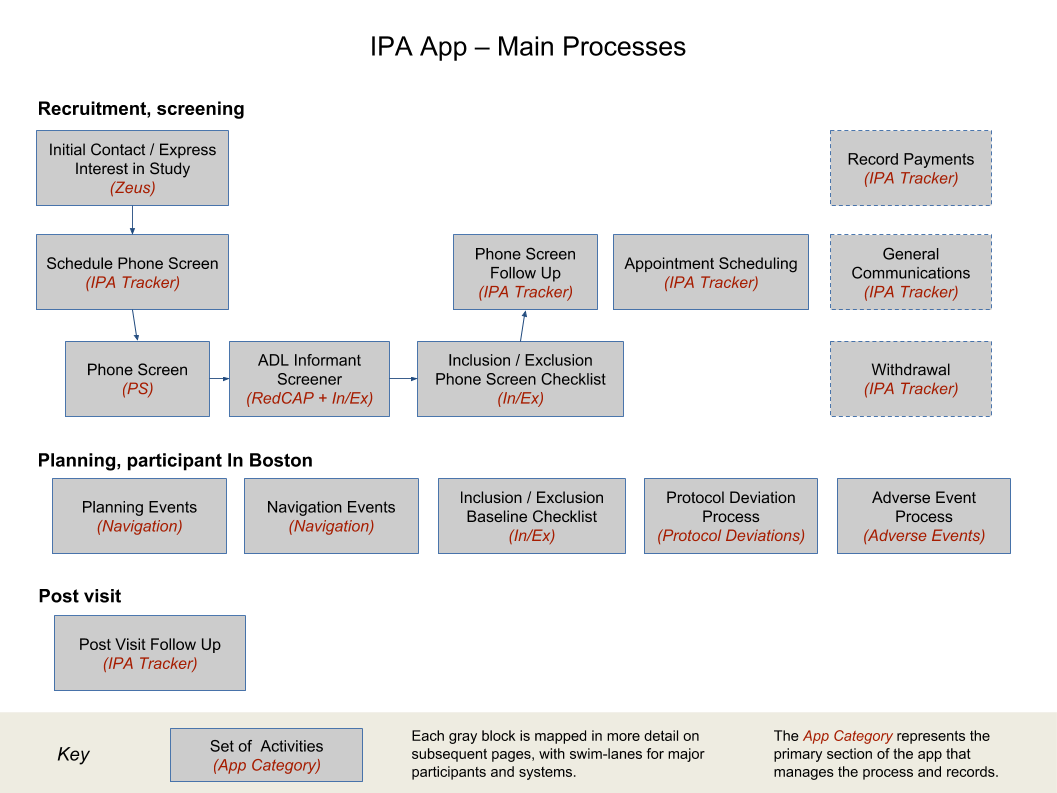 IPA App – Main Processes
Recruitment, screening
Initial Contact / Express
Interest in Study
(Zeus)
Record Payments
(IPA Tracker)
Schedule Phone Screen
(IPA Tracker)
Phone Screen
Follow Up
(IPA Tracker)
Appointment Scheduling
(IPA Tracker)
General
Communications
(IPA Tracker)
Phone Screen
(PS)
ADL Informant
Screener
(RedCAP + In/Ex)
Inclusion / Exclusion
Phone Screen Checklist
(In/Ex)
Withdrawal
(IPA Tracker)
Planning, participant In Boston
Planning Events
(Navigation)
Navigation Events
(Navigation)
Inclusion / Exclusion
Baseline Checklist
(In/Ex)
Protocol Deviation
Process
(Protocol Deviations)
Adverse Event
Process
(Adverse Events)
Post visit
Post Visit Follow Up
(IPA Tracker)
Key
Set of Activities
(App Category)
Each gray block is mapped in more detail on
subsequent pages, with swim-lanes for major
participants and systems.
The App Category represents the
primary section of the app that
manages the process and records.